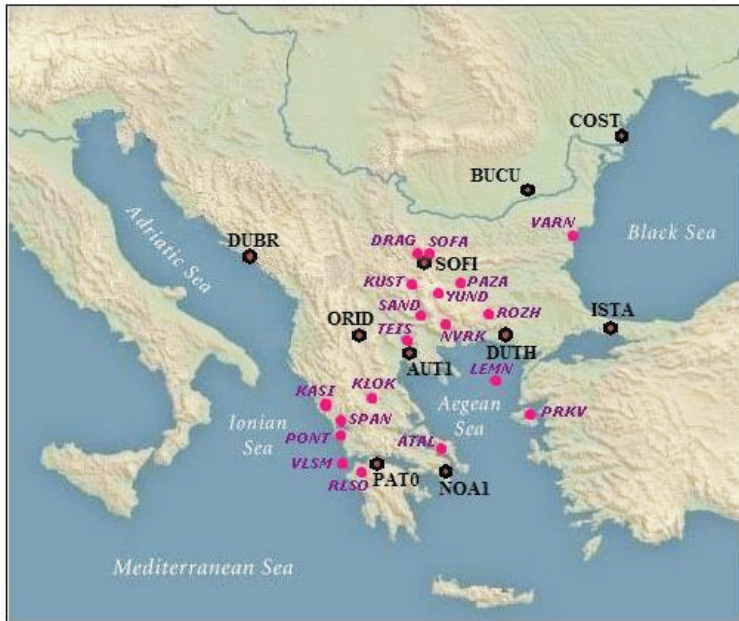 COST
BUCU
VARN
Black Sea
Adriatic Sea
DUBR
DRAG
SOFA
SOFI
KUST
PAZA
YUND
SAND
ROZH
ISTA
ORID
TEIS
NVRK
DUTH
AUT1
LEMN
KLOK
KASI
Aegean Sea
PRKV
Ionian Sea
SPAN
PONT
ATAL
VLSM
PAT0
NOA1
RLSO
Mediterranean Sea